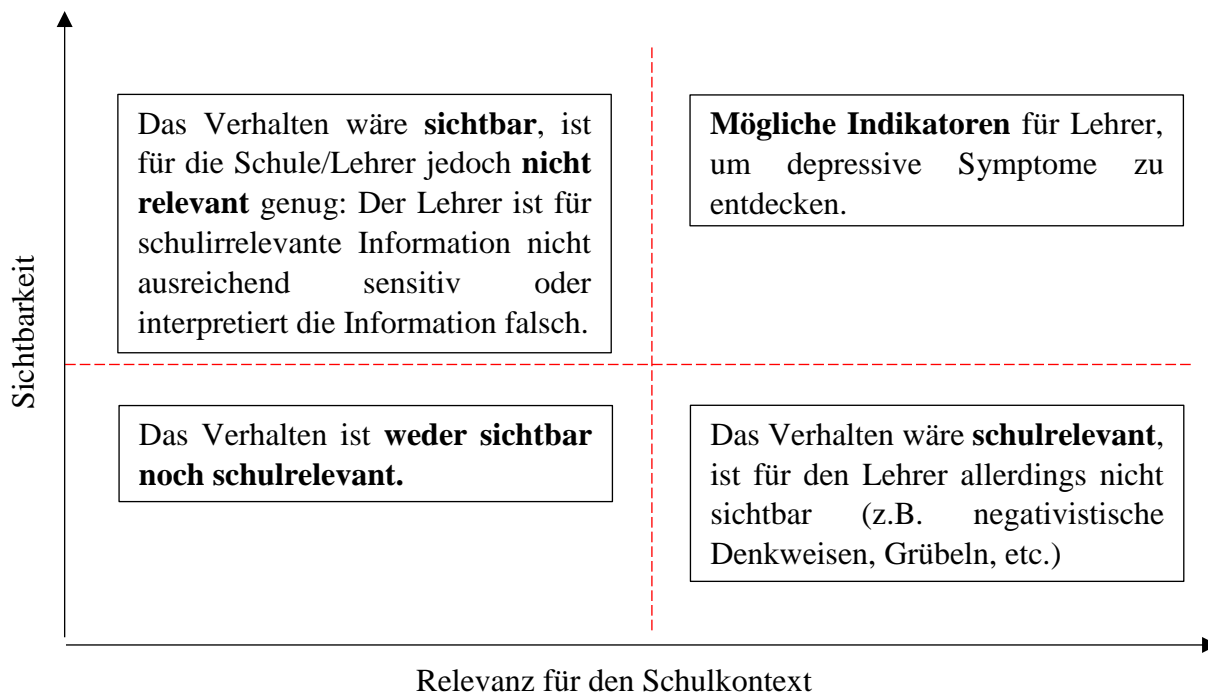 Das Verhalten wäre sichtbar, ist
für die Schule/Lehrer jedoch nicht
relevant genug: Der Lehrer ist für
schulirrelevante Information nicht
ausreichend sensitiv oder
interpretiert die Information falsch.
Mögliche Indikatoren für Lehrer,
um depressive Symptome zu
entdecken.
Sichtbarkeit
Das Verhalten ist weder sichtbar
noch schulrelevant.
Das Verhalten wäre schulrelevant,
ist für den Lehrer allerdings nicht
sichtbar (z.B. negativistische
Denkweisen, Grübeln, etc.)
Relevanz für den Schulkontext